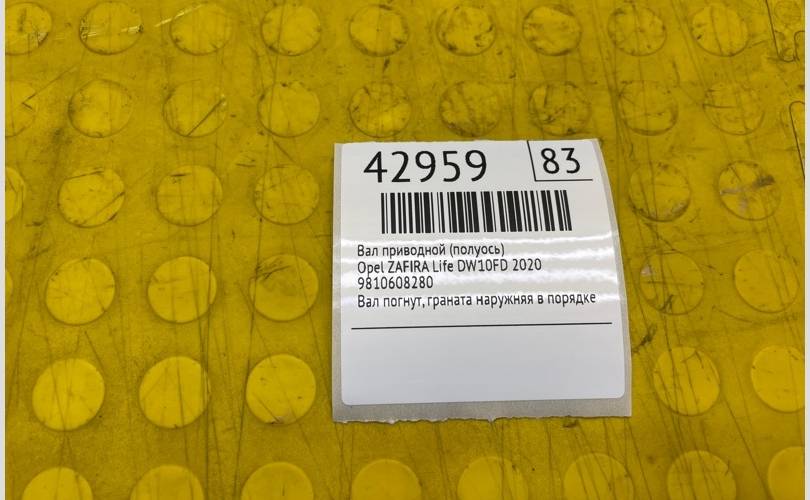 42959 83
Вал приводной (полуось)
Opel ZAFIRA Life DW10FD 2020
9810608280
Вал погнут, граната наружняя в порядке